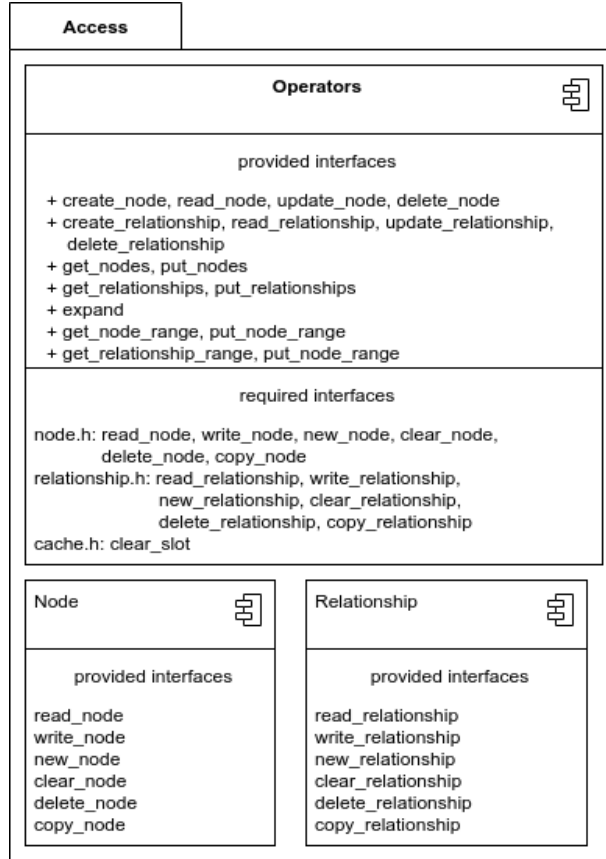 Access
Operators
provided interfaces
+ create_node, read_node, update_node, delete_node
+ create_relationship, read_relationship, update_relationship,
delete_relationship
+ get_nodes, put_nodes
+ get_relationships, put_relationships
+ expand
+ get_node_range, put_node_range
+ get_relationship_range, put_node_range
required interfaces
node.h: read_node, write_node, new_node, clear_node,
delete_node, copy_node
relationship.h: read_relationship, write_relationship,
new_relationship, clear_relationship,
delete_relationship, copy_relationship
cache.h: clear_slot
Node
provided interfaces
read_node
write_node
new_node
clear_node
delete_node
copy_node
Relationship
provided interfaces
read_relationship
write_relationship
new_relationship
clear_relationship
delete_relationship
copy_relationship